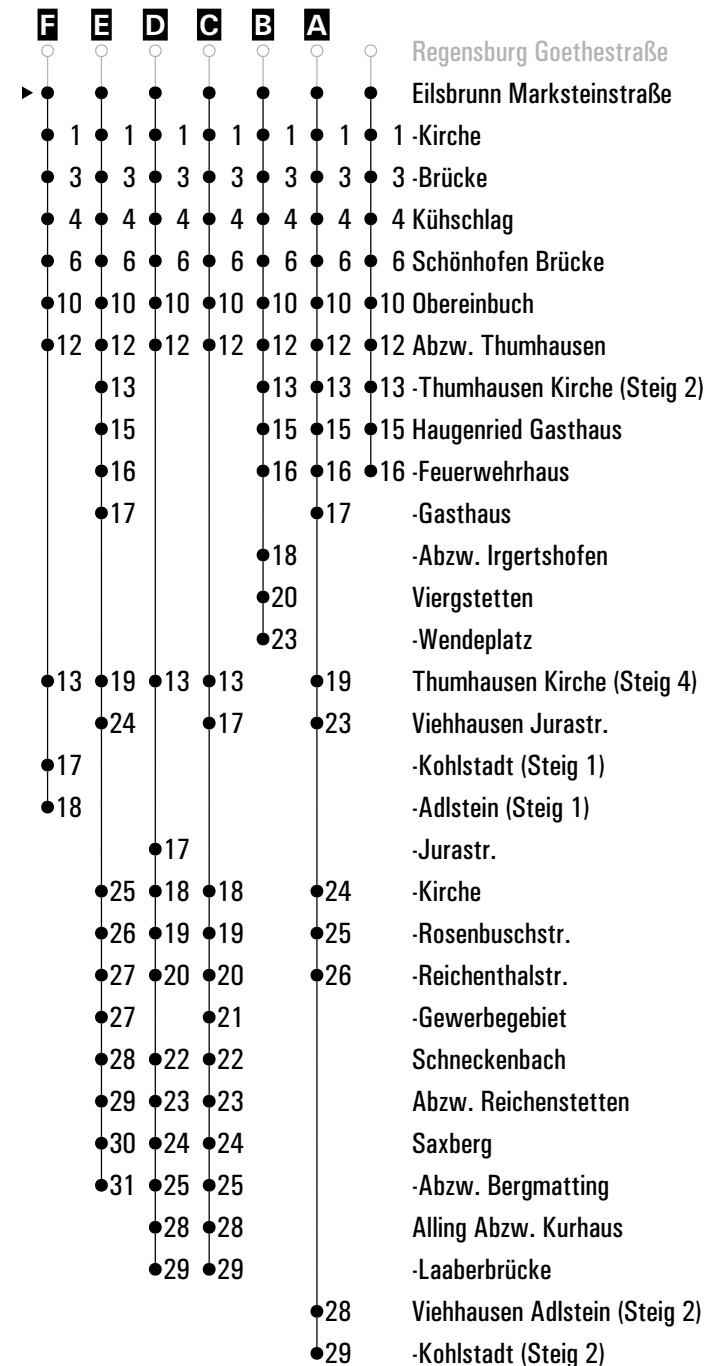 F E D C B A
Regensburg Goethestraße
Eilsbrunn Marksteinstraße
1 1 1 1 1 1 1 -Kirche
3 3 3 3 3 3 3 -Brücke
4 4 4 4 4 4 4 Kühschlag
6 6 6 6 6 6 6 Schönhofen Brücke
10 10 10 10 10 10 10 Obereinbuch
12 12 12 12 12 12 12 Abzw. Thumhausen
13 13 13 13 -Thumhausen Kirche (Steig 2)
15 15 15 15 Haugenried Gasthaus
16 16 16 16 -Feuerwehrhaus
17 17 -Gasthaus
18 -Abzw. Irgertshofen
20 Viergstetten
23 -Wendeplatz
13 19 13 13 19 Thumhausen Kirche (Steig 4)
24 17 23 Viehhausen Jurastr.
17 -Kohlstadt (Steig 1)
18 -Adlstein (Steig 1)
17 -Jurastr.
25 18 18 24 -Kirche
26 19 19 25 -Rosenbuschstr.
27 20 20 26 -Reichenthalstr.
27 21 -Gewerbegebiet
28 22 22 Schneckenbach
29 23 23 Abzw. Reichenstetten
30 24 24 Saxberg
31 25 25 -Abzw. Bergmatting
28 28 Alling Abzw. Kurhaus
29 29 -Laaberbrücke
28 Viehhausen Adlstein (Steig 2)
29 -Kohlstadt (Steig 2)